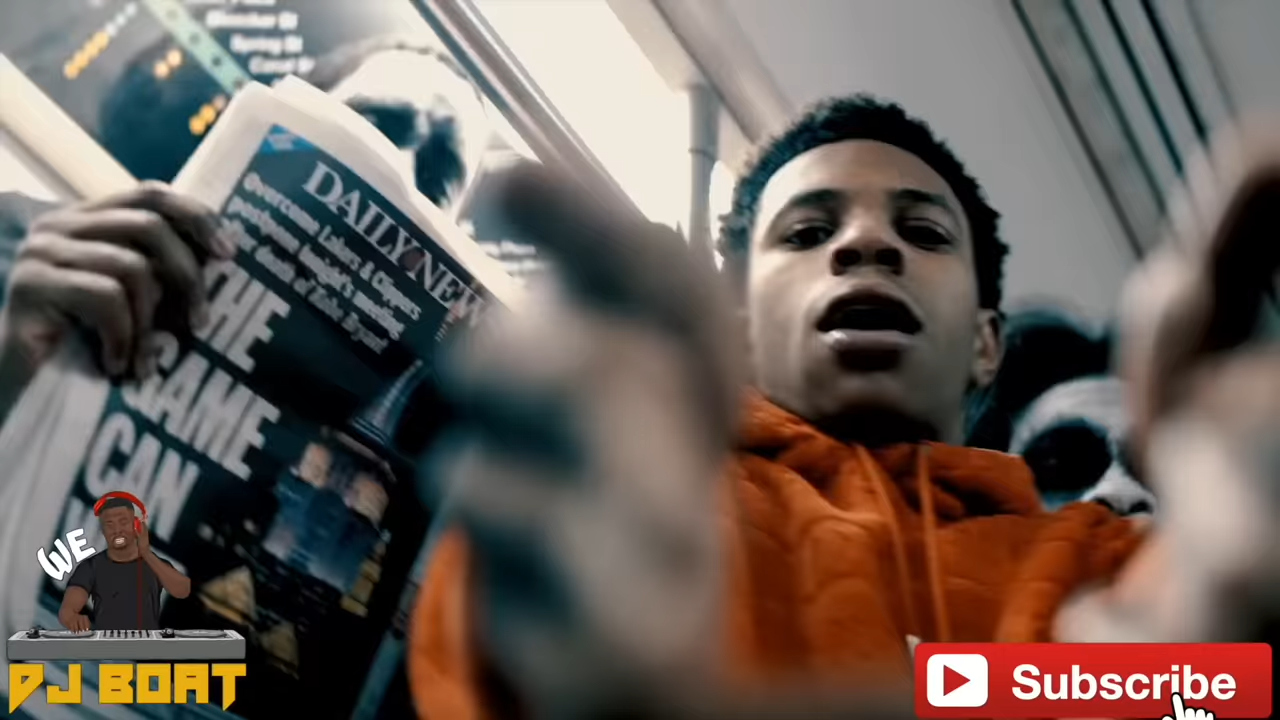 Bleecker St
Spring St
Canal St
DAILY NEW
Overcome Lakers & Clippers
postpone tonight's meeting
after death of Kobe Bryant
THE
GAME
CAN
WE
DJ BOAT
Subscribe